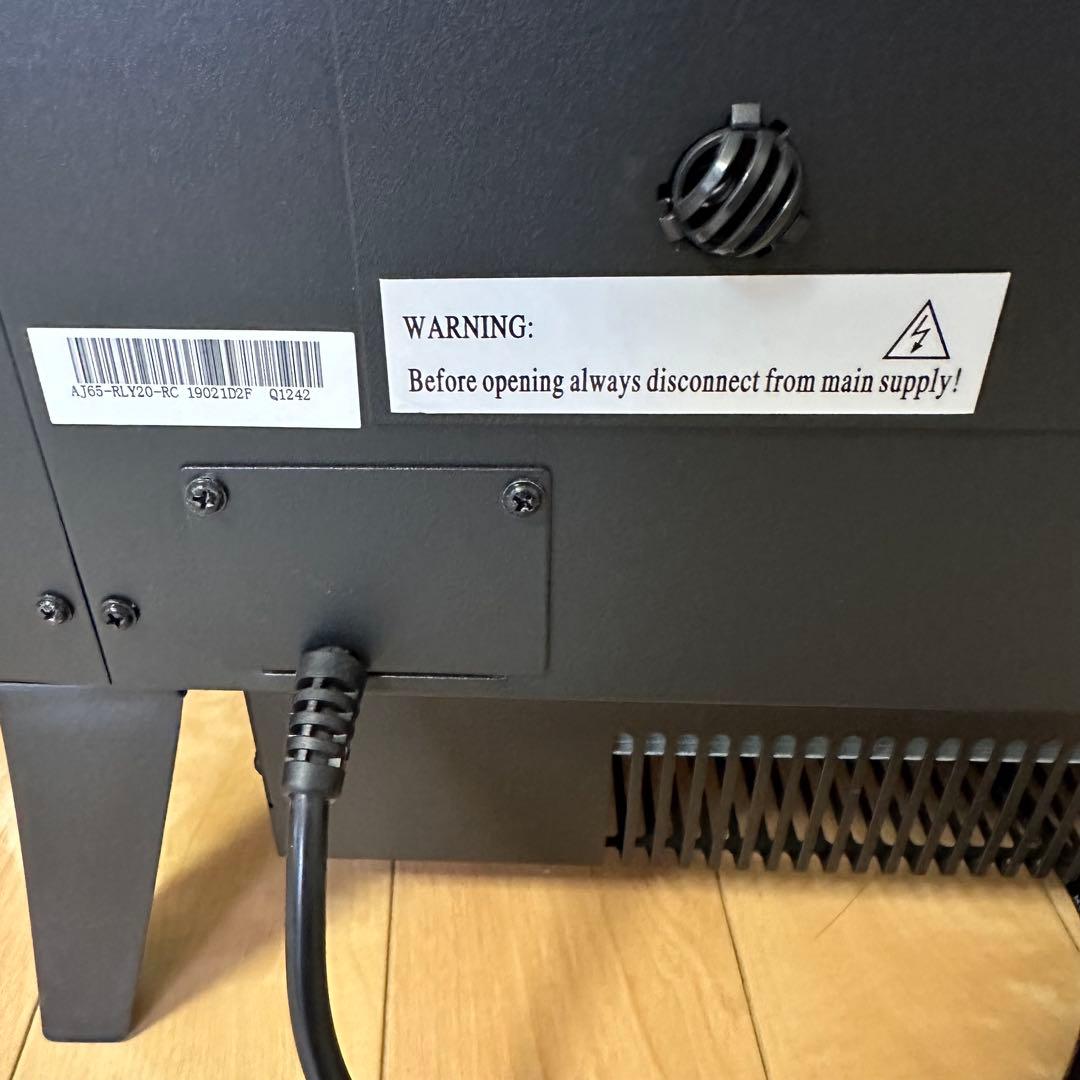 AJ65-RLY20-RC 19021D2F Q1242
WARNING:
Before opening always disconnect from main supply!